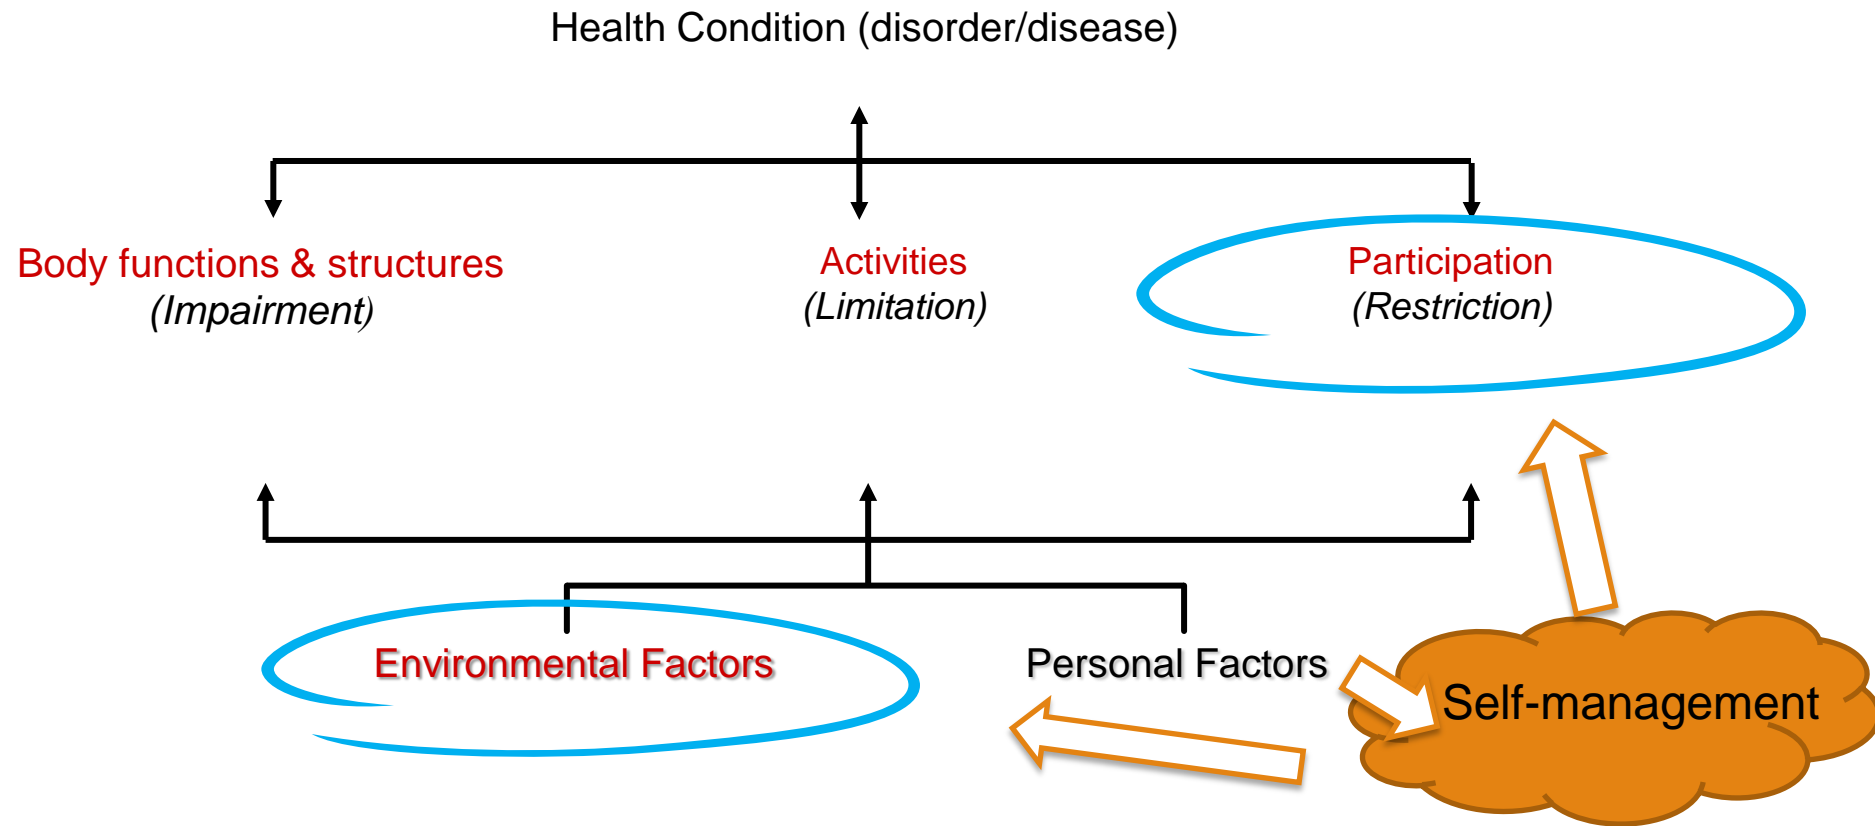 Health Condition (disorder/disease)
Body functions & structures
(Impairment)
Activities
(Limitation)
Participation
(Restriction)
Environmental Factors
Personal Factors
Self-management